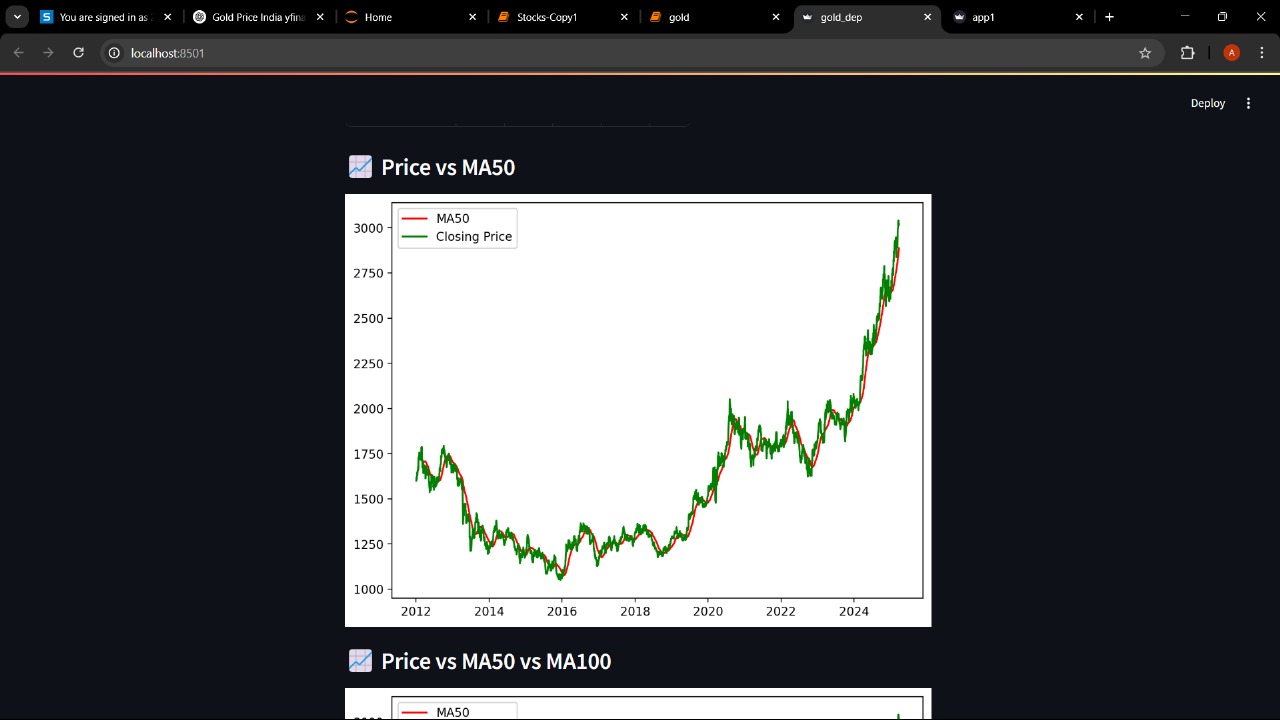 You are signed in as
Gold Price India yfina
Home
Stocks-Copy1
gold
gold_dep
app1
localhost:8501
A
Deploy
Price vs MA50
MA50
Closing Price
3000
2750
2500
2250
2000
1750
1500
1250
1000
2012 2014 2016 2018 2020 2022 2024
Price vs MA50 vs MA100
MA50